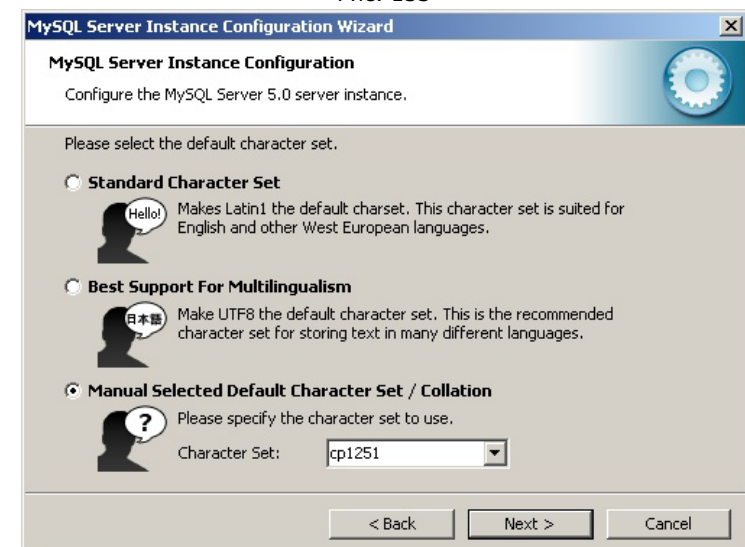 MySQL Server Instance Configuration Wizard
MySQL Server Instance Configuration
Configure the MySQL Server 5.0 server instance.
Please select the default character set.
Standard Character Set
Hello!
Makes Latin1 the default charset. This character set is suited for
English and other West European languages.
Best Support For Multilingualism
日本語
Make UTF8 the default character set. This is the recommended
character set for storing text in many different languages.
Manual Selected Default Character Set / Collation
?
Please specify the character set to use.
Character Set: cp1251
< Back Next > Cancel